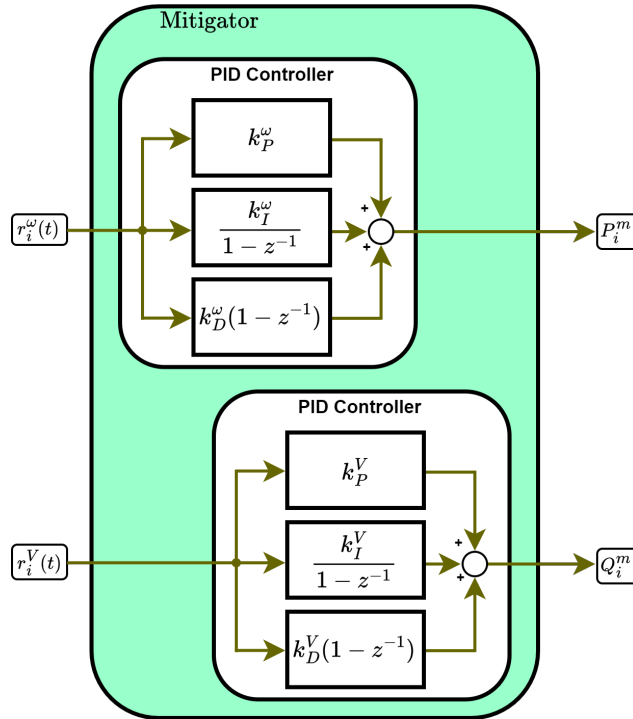 Mitigator
PID Controller
k_P^ω
r_i^ω(t)
k_I^ω
1 − z^{-1}
+
+
P_i^m
k_D^ω(1 − z^{-1})
PID Controller
k_P^V
r_i^V(t)
k_I^V
1 − z^{-1}
+
+
Q_i^m
k_D^V(1 − z^{-1})